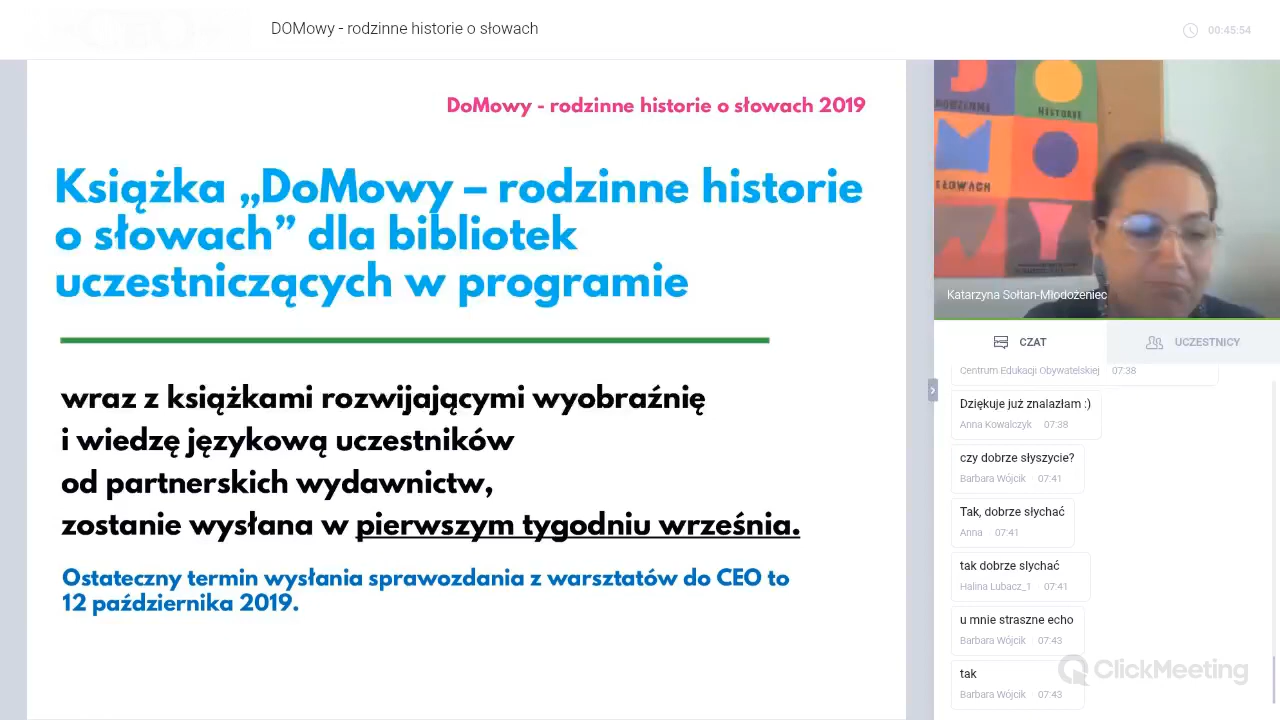 DOMowy - rodzinne historie o słowach
00:45:54
DoMowy - rodzinne historie o słowach 2019
Książka „DoMowy – rodzinne historie
o słowach” dla bibliotek
uczestniczących w programie
wraz z książkami rozwijającymi wyobraźnię
i wiedzę językową uczestników
od partnerskich wydawnictw,
zostanie wysłana w pierwszym tygodniu września.
Ostateczny termin wysłania sprawozdania z warsztatów do CEO to
12 października 2019.
HISTORIE
SŁOWACH
Katarzyna Sołtan-Młodożeniec
CZAT
UCZESTNICY
Centrum Edukacji Obywatelskiej 07:38
Dziękuje już znalazłam :)
Anna Kowalczyk 07:38
czy dobrze słyszycie?
Barbara Wójcik 07:41
Tak, dobrze słychać
Anna 07:41
tak dobrze slychać
Halina Lubacz_1 07:41
u mnie straszne echo
Barbara Wójcik 07:43
tak
Barbara Wójcik 07:43
ClickMeeting